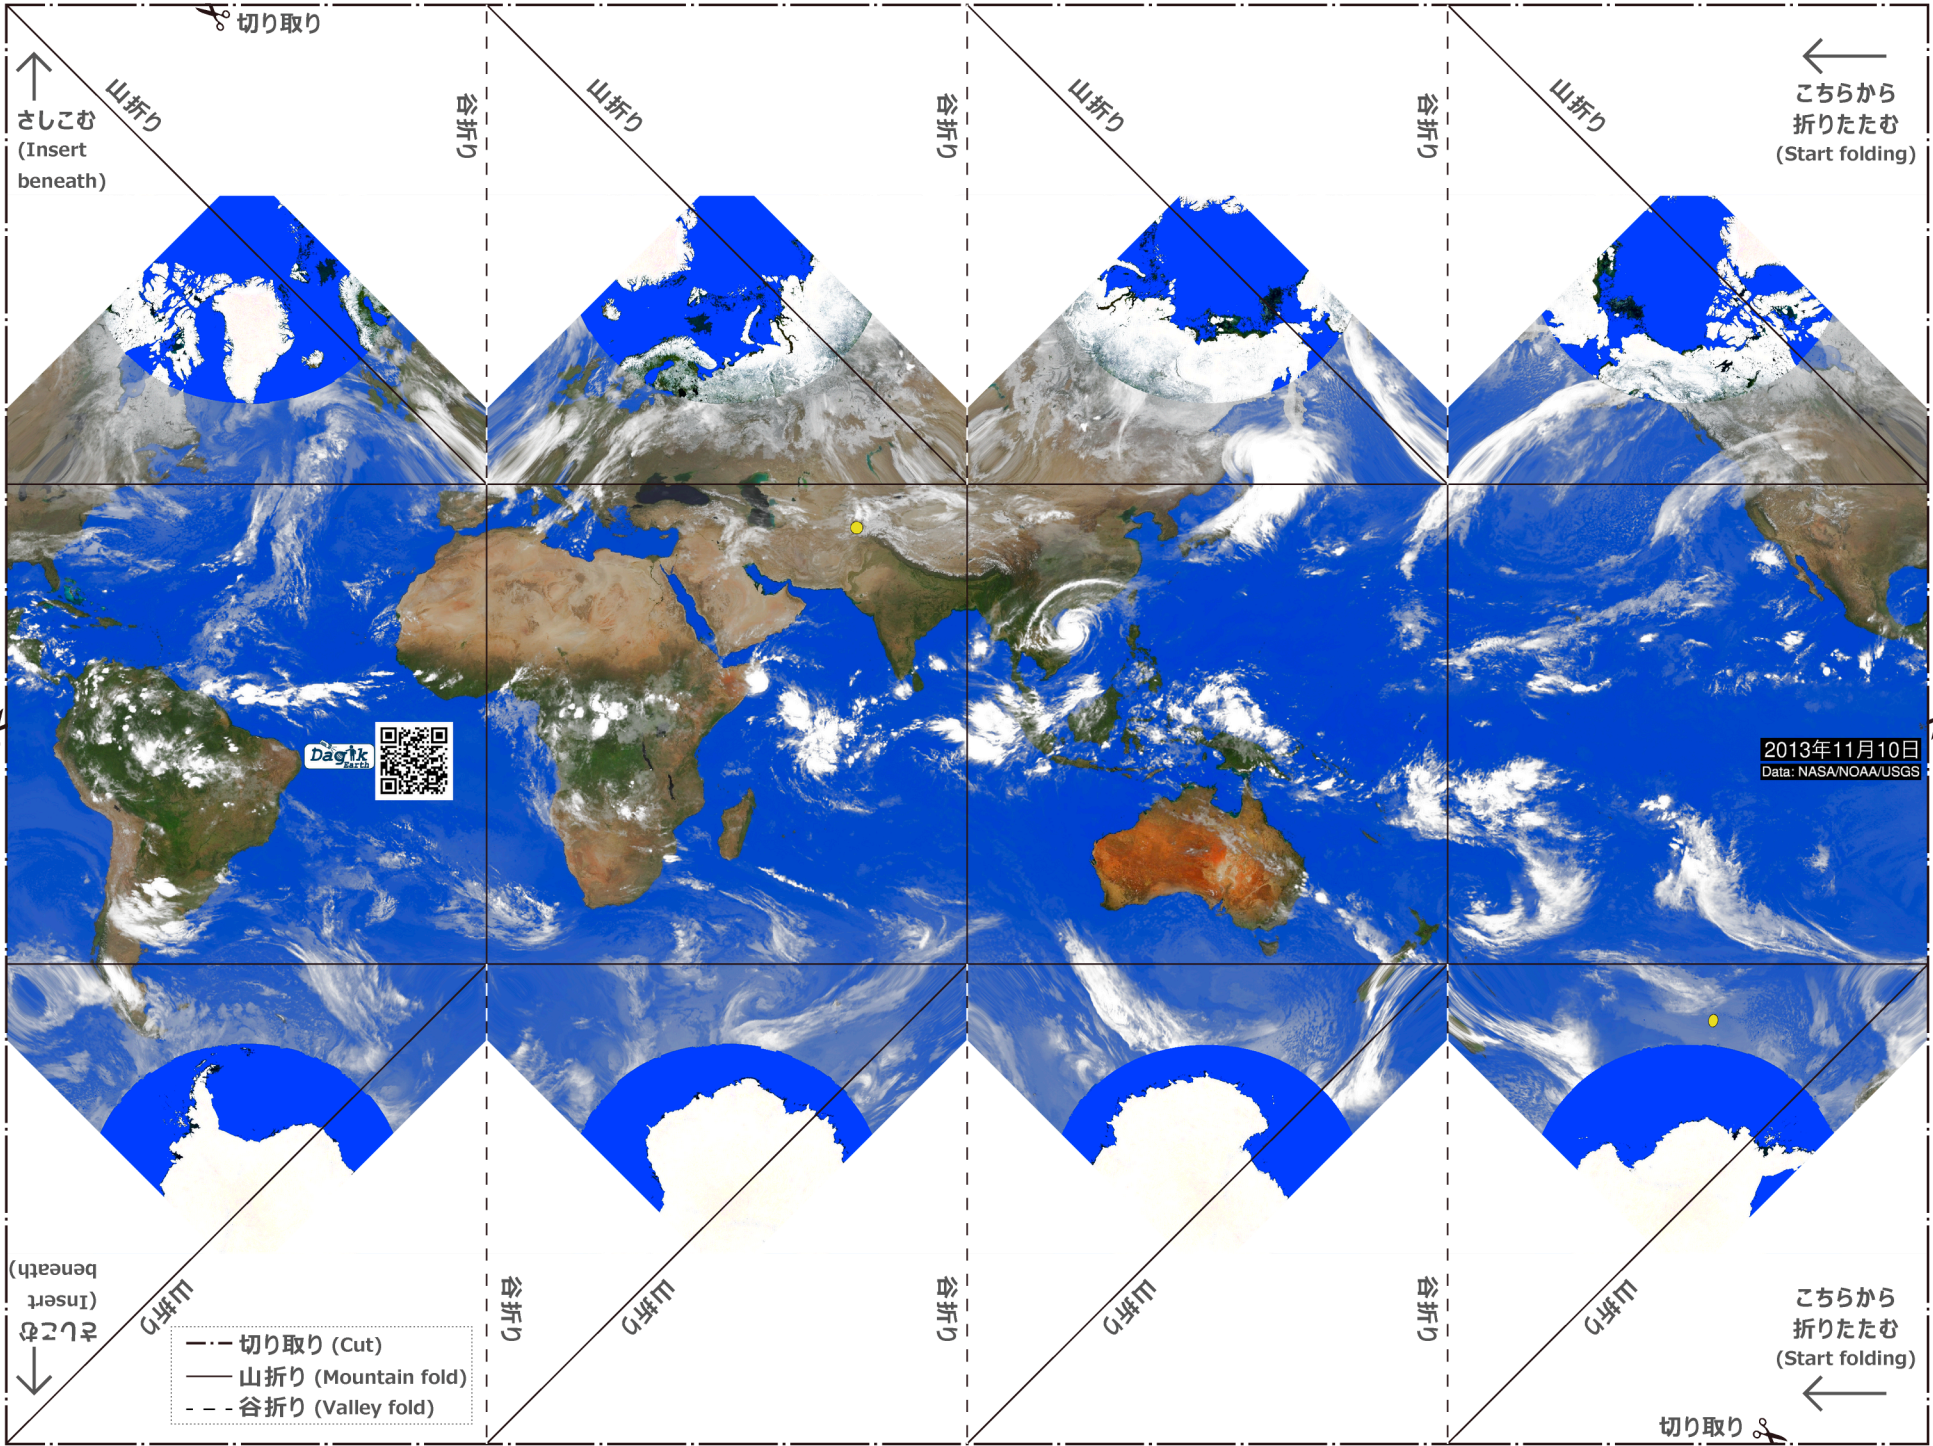 切り取り
山折り
谷折り
山折り
谷折り
山折り
谷折り
山折り
さしこむ
(Insert
beneath)
こちらから
折りたたむ
(Start folding)
Dagik
Earth
2013年11月10日
Data: NASA/NOAA/USGS
さしこむ
(Insert
beneath)
山折り
谷折り
山折り
谷折り
山折り
谷折り
山折り
こちらから
折りたたむ
(Start folding)
切り取り (Cut)
山折り (Mountain fold)
谷折り (Valley fold)
切り取り